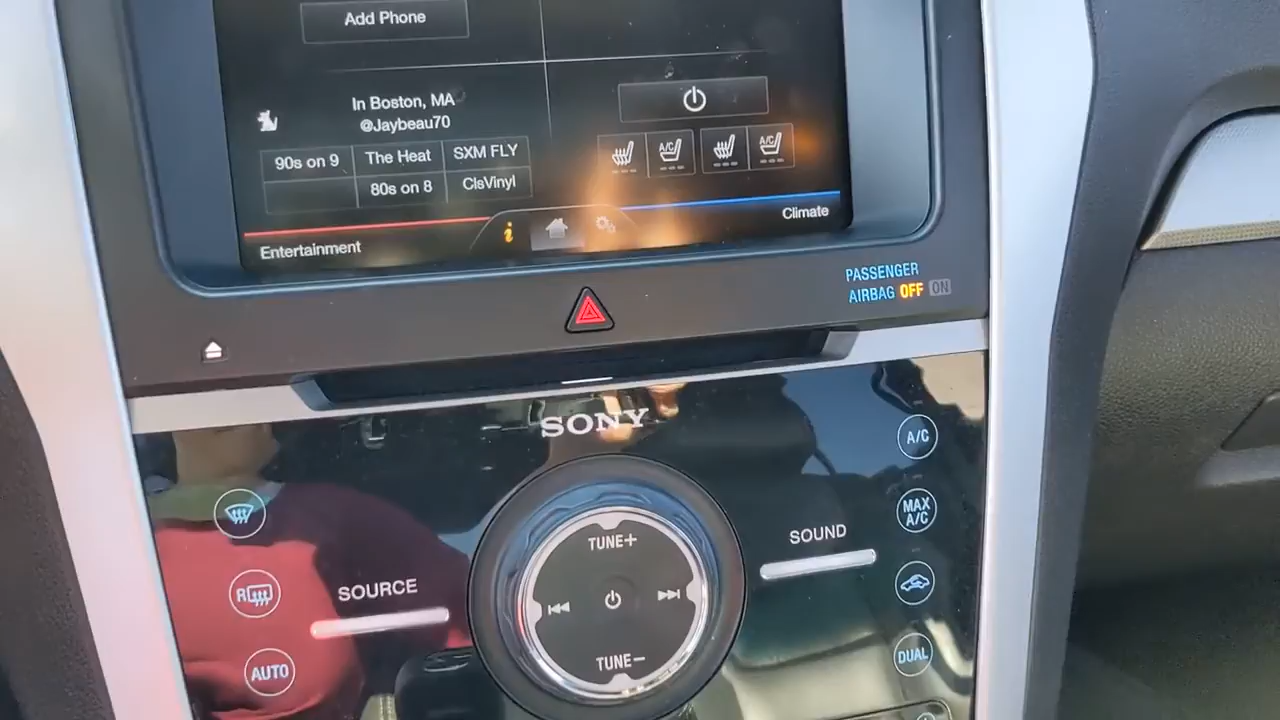 Add Phone
In Boston, MA
@Jaybeau70
90s on 9
The Heat
SXM FLY
80s on 8
ClsVinyl
Entertainment
Climate
A/C
A/C
PASSENGER
AIRBAG OFF ON
SONY
A/C
MAX
A/C
SOUND
TUNE+
SOURCE
R
TUNE−
DUAL
AUTO